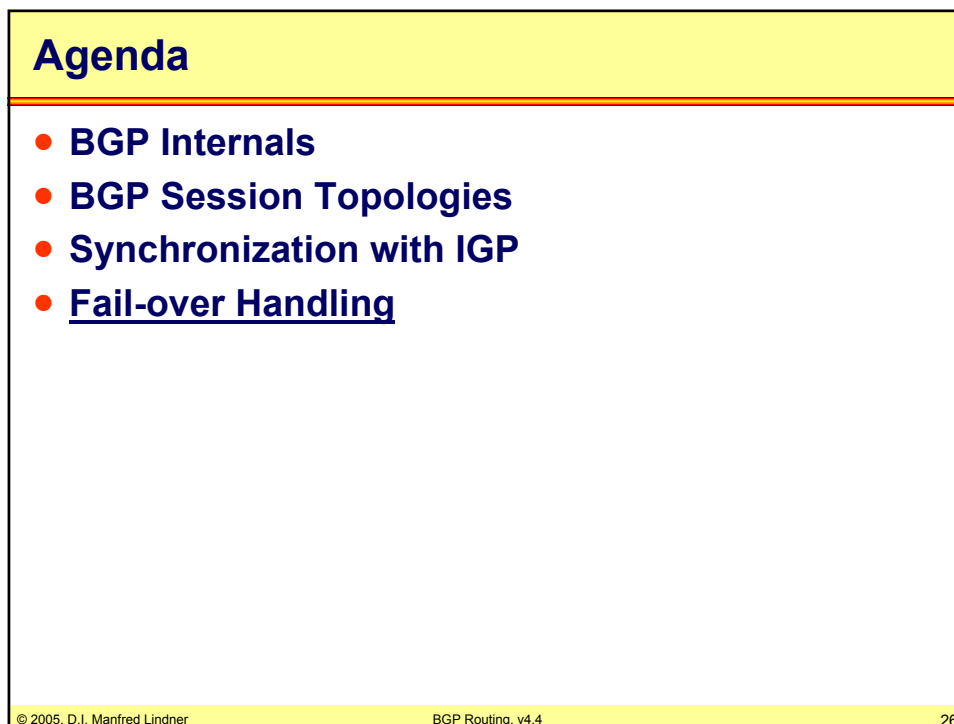 Agenda
• BGP Internals
• BGP Session Topologies
• Synchronization with IGP
• Fail-over Handling
© 2005, D.I. Manfred Lindner BGP Routing, v4.4 26